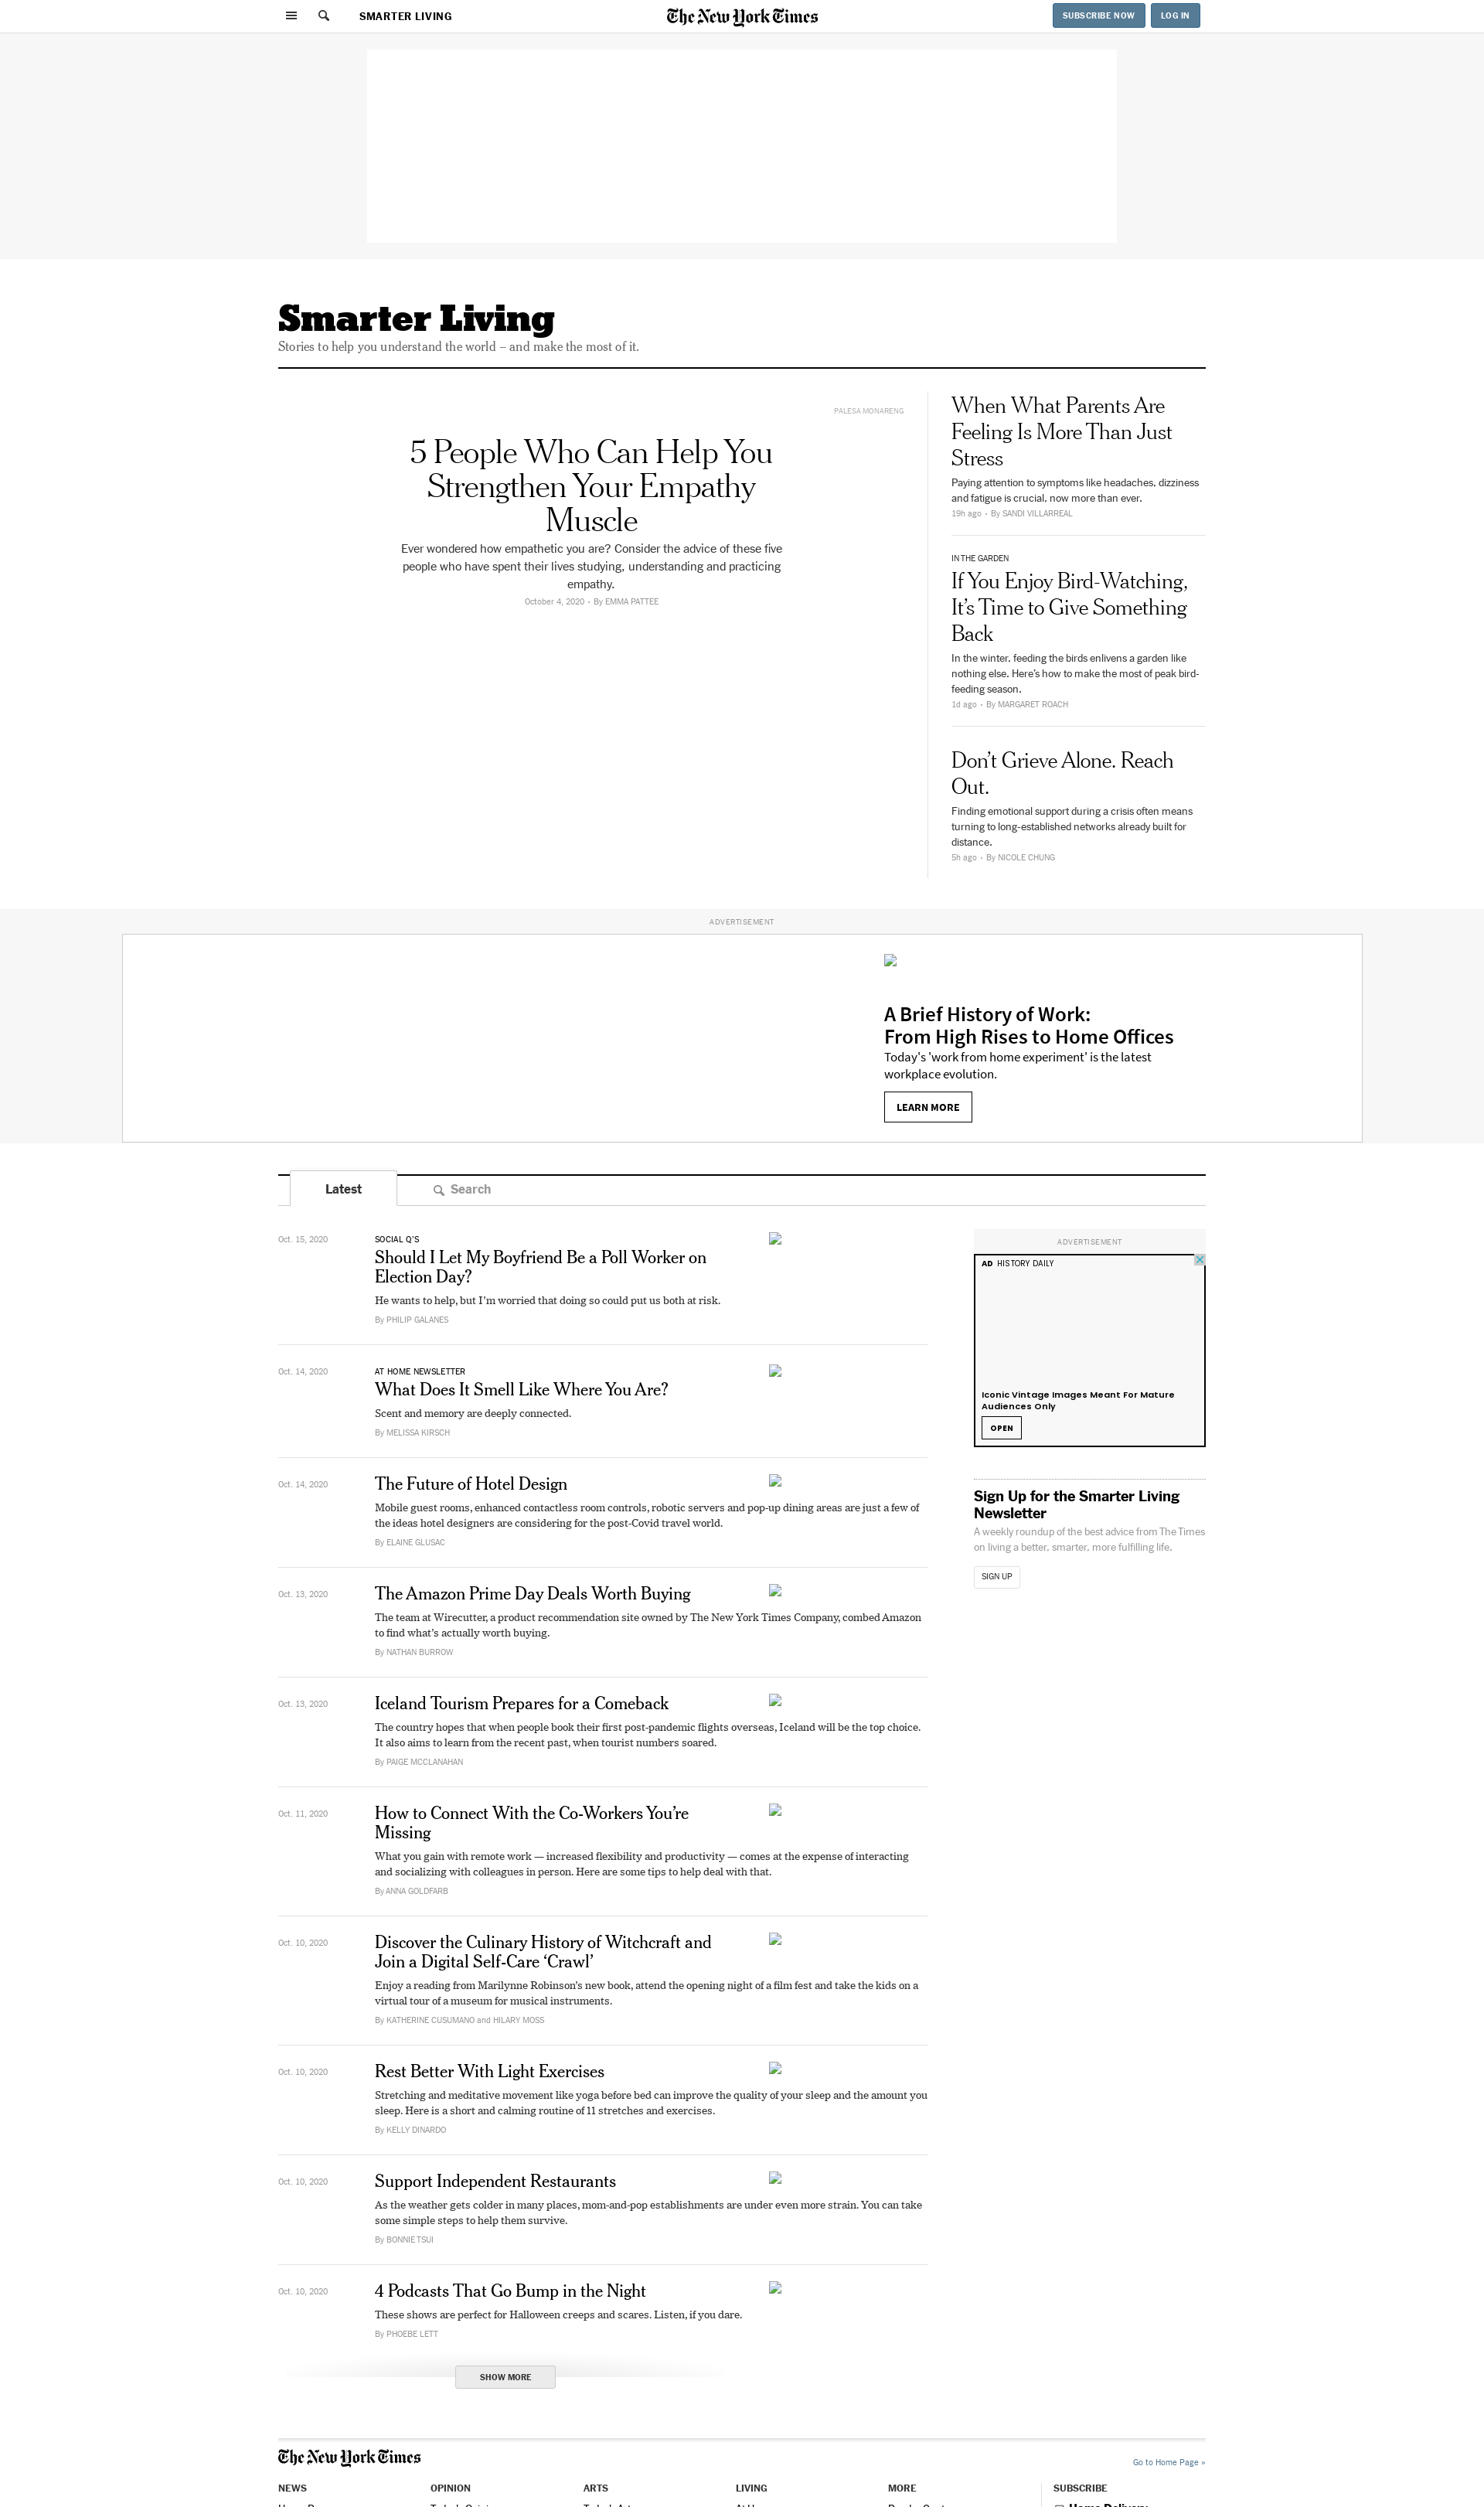 SMARTER LIVING
The New York Times
SUBSCRIBE NOW
LOG IN
Smarter Living
Stories to help you understand the world – and make the most of it.
PALESA MONARENG
5 People Who Can Help You
Strengthen Your Empathy
Muscle
Ever wondered how empathetic you are? Consider the advice of these five
people who have spent their lives studying, understanding and practicing
empathy.
October 4, 2020 • By EMMA PATTEE
When What Parents Are
Feeling Is More Than Just
Stress
Paying attention to symptoms like headaches, dizziness
and fatigue is crucial, now more than ever.
19h ago • By SANDI VILLARREAL
IN THE GARDEN
If You Enjoy Bird-Watching,
It’s Time to Give Something
Back
In the winter, feeding the birds enlivens a garden like
nothing else. Here’s how to make the most of peak bird-
feeding season.
1d ago • By MARGARET ROACH
Don’t Grieve Alone. Reach
Out.
Finding emotional support during a crisis often means
turning to long-established networks already built for
distance.
5h ago • By NICOLE CHUNG
ADVERTISEMENT
A Brief History of Work:
From High Rises to Home Offices
Today's 'work from home experiment' is the latest
workplace evolution.
LEARN MORE
Latest
Search
Oct. 15, 2020
SOCIAL Q’S
Should I Let My Boyfriend Be a Poll Worker on
Election Day?
He wants to help, but I’m worried that doing so could put us both at risk.
By PHILIP GALANES
Oct. 14, 2020
AT HOME NEWSLETTER
What Does It Smell Like Where You Are?
Scent and memory are deeply connected.
By MELISSA KIRSCH
Oct. 14, 2020
The Future of Hotel Design
Mobile guest rooms, enhanced contactless room controls, robotic servers and pop-up dining areas are just a few of
the ideas hotel designers are considering for the post-Covid travel world.
By ELAINE GLUSAC
Oct. 13, 2020
The Amazon Prime Day Deals Worth Buying
The team at Wirecutter, a product recommendation site owned by The New York Times Company, combed Amazon
to find what’s actually worth buying.
By NATHAN BURROW
Oct. 13, 2020
Iceland Tourism Prepares for a Comeback
The country hopes that when people book their first post-pandemic flights overseas, Iceland will be the top choice.
It also aims to learn from the recent past, when tourist numbers soared.
By PAIGE MCCLANAHAN
Oct. 11, 2020
How to Connect With the Co-Workers You’re
Missing
What you gain with remote work — increased flexibility and productivity — comes at the expense of interacting
and socializing with colleagues in person. Here are some tips to help deal with that.
By ANNA GOLDFARB
Oct. 10, 2020
Discover the Culinary History of Witchcraft and
Join a Digital Self-Care ‘Crawl’
Enjoy a reading from Marilynne Robinson’s new book, attend the opening night of a film fest and take the kids on a
virtual tour of a museum for musical instruments.
By KATHERINE CUSUMANO and HILARY MOSS
Oct. 10, 2020
Rest Better With Light Exercises
Stretching and meditative movement like yoga before bed can improve the quality of your sleep and the amount you
sleep. Here is a short and calming routine of 11 stretches and exercises.
By KELLY DINARDO
Oct. 10, 2020
Support Independent Restaurants
As the weather gets colder in many places, mom-and-pop establishments are under even more strain. You can take
some simple steps to help them survive.
By BONNIE TSUI
Oct. 10, 2020
4 Podcasts That Go Bump in the Night
These shows are perfect for Halloween creeps and scares. Listen, if you dare.
By PHOEBE LETT
SHOW MORE
ADVERTISEMENT
AD HISTORY DAILY
Iconic Vintage Images Meant For Mature
Audiences Only
OPEN
Sign Up for the Smarter Living
Newsletter
A weekly roundup of the best advice from The Times
on living a better, smarter, more fulfilling life.
SIGN UP
The New York Times
Go to Home Page »
NEWS
OPINION
ARTS
LIVING
MORE
SUBSCRIBE